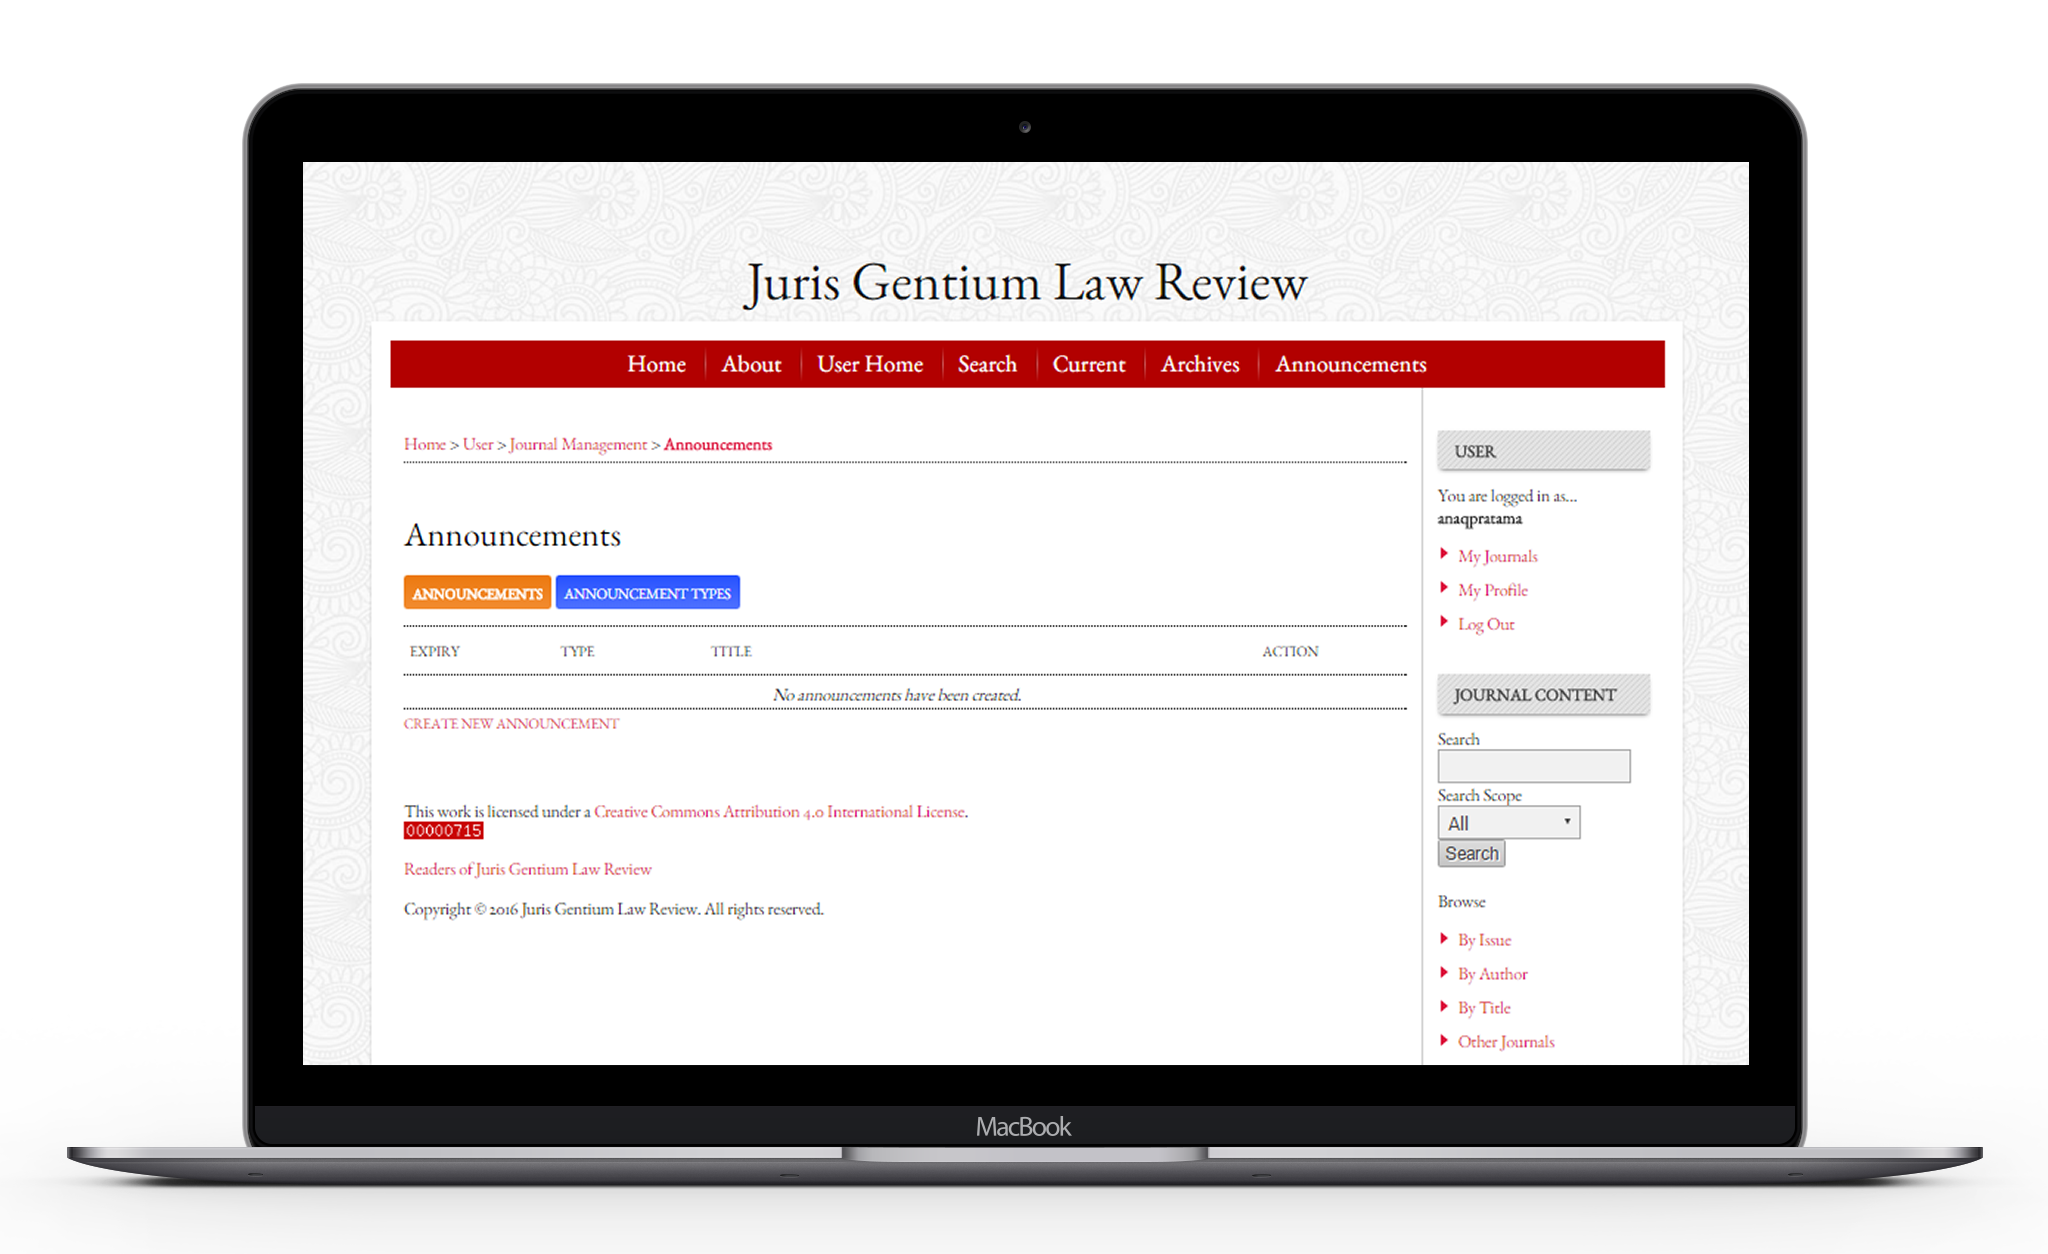 Juris Gentium Law Review
Home About User Home Search Current Archives Announcements
Home > User > Journal Management > Announcements
Announcements
ANNOUNCEMENTS ANNOUNCEMENT TYPES
EXPIRY TYPE TITLE ACTION
No announcements have been created.
CREATE NEW ANNOUNCEMENT
This work is licensed under a Creative Commons Attribution 4.0 International License.
00000715
Readers of Juris Gentium Law Review
Copyright © 2016 Juris Gentium Law Review. All rights reserved.
USER
You are logged in as...
anaqpratama
My Journals
My Profile
Log Out
JOURNAL CONTENT
Search
Search Scope
All
Search
Browse
By Issue
By Author
By Title
Other Journals
MacBook